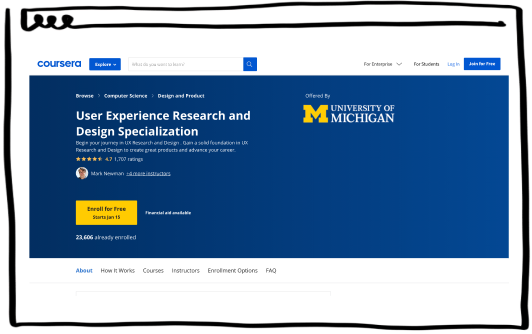 coursera
Explore
What do you want to learn?
For Enterprise
For Students
Log In
Join for Free
Browse > Computer Science > Design and Product
Offered By
User Experience Research and
Design Specialization
UNIVERSITY OF
MICHIGAN
Begin your journey in UX Research and Design . Gain a solid foundation in UX
Research and Design to create great products and advance your career.
4.7 1,707 ratings
Mark Newman +4 more instructors
Enroll for Free
Starts Jan 15
Financial aid available
23,606 already enrolled
About How It Works Courses Instructors Enrollment Options FAQ